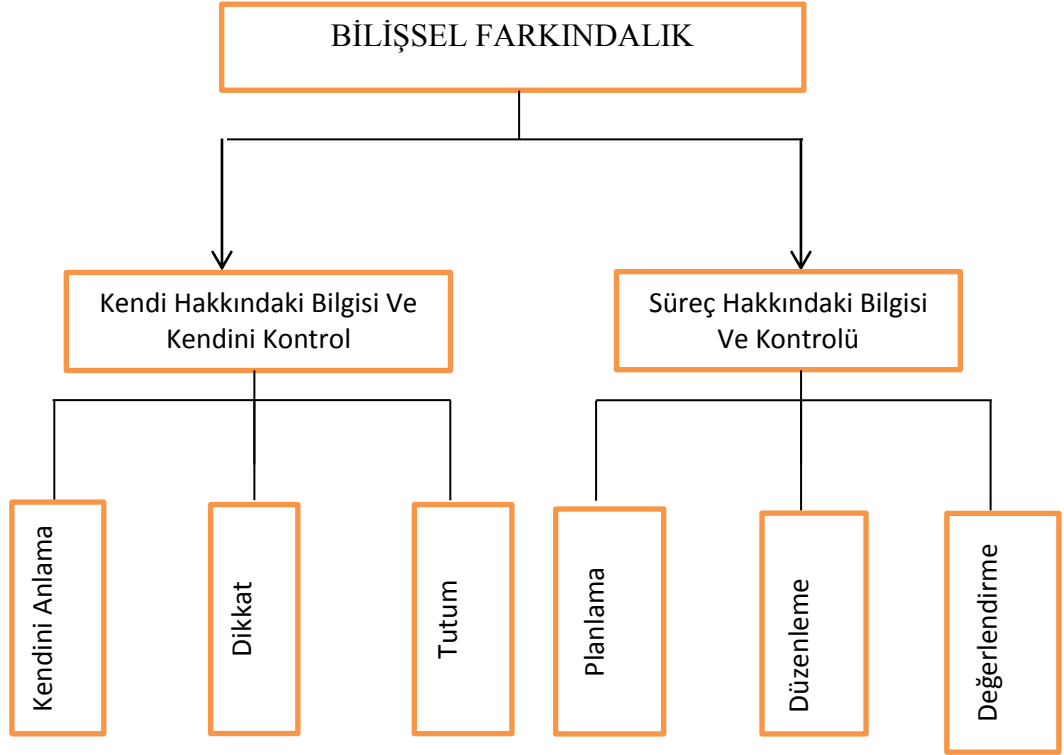 BİLİŞSEL FARKINDALIK
Kendi Hakkındaki Bilgisi Ve
Kendini Kontrol
Süreç Hakkındaki Bilgisi
Ve Kontrolü
Kendini Anlama
Dikkat
Tutum
Planlama
Düzenleme
Değerlendirme